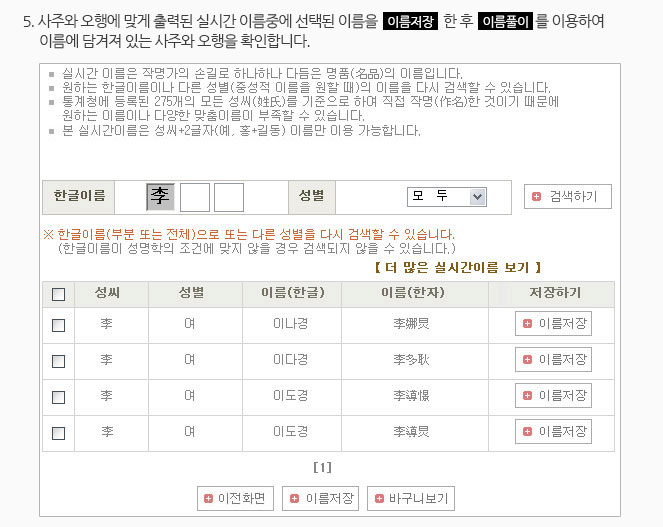 5. 사주와 오행에 맞게 출력된 실시간 이름중에 선택된 이름을 이름저장 한 후 이름풀이 를 이용하여
이름에 담겨져 있는 사주와 오행을 확인합니다.
실시간 이름은 작명가의 손길로 하나하나 다듬은 명품(名品)의 이름입니다.
원하는 한글이름이나 다른 성별(중성적 이름을 원할 때)의 이름을 다시 검색할 수 있습니다.
통계청에 등록된 275개의 모든 성씨(姓氏)를 기준으로 하여 직접 작명(作名)한 것이기 때문에
원하는 이름이나 다양한 맞춤이름이 부족할 수 있습니다.
본 실시간이름은 성씨+2글자(예, 홍+길동) 이름만 이용 가능합니다.
한글이름 李 성별 모 두 검색하기
※ 한글이름(부분 또는 전체)으로 또는 다른 성별을 다시 검색할 수 있습니다.
(한글이름이 성명학의 조건에 맞지 않을 경우 검색되지 않을 수 있습니다.)
【 더 많은 실시간이름 보기 】
성씨 성별 이름(한글) 이름(한자) 저장하기
李 여 이나경 李娜炅 이름저장
李 여 이다경 李多耿 이름저장
李 여 이도경 李導憬 이름저장
李 여 이도경 李導炅 이름저장
[1]
이전화면 이름저장 바구니보기